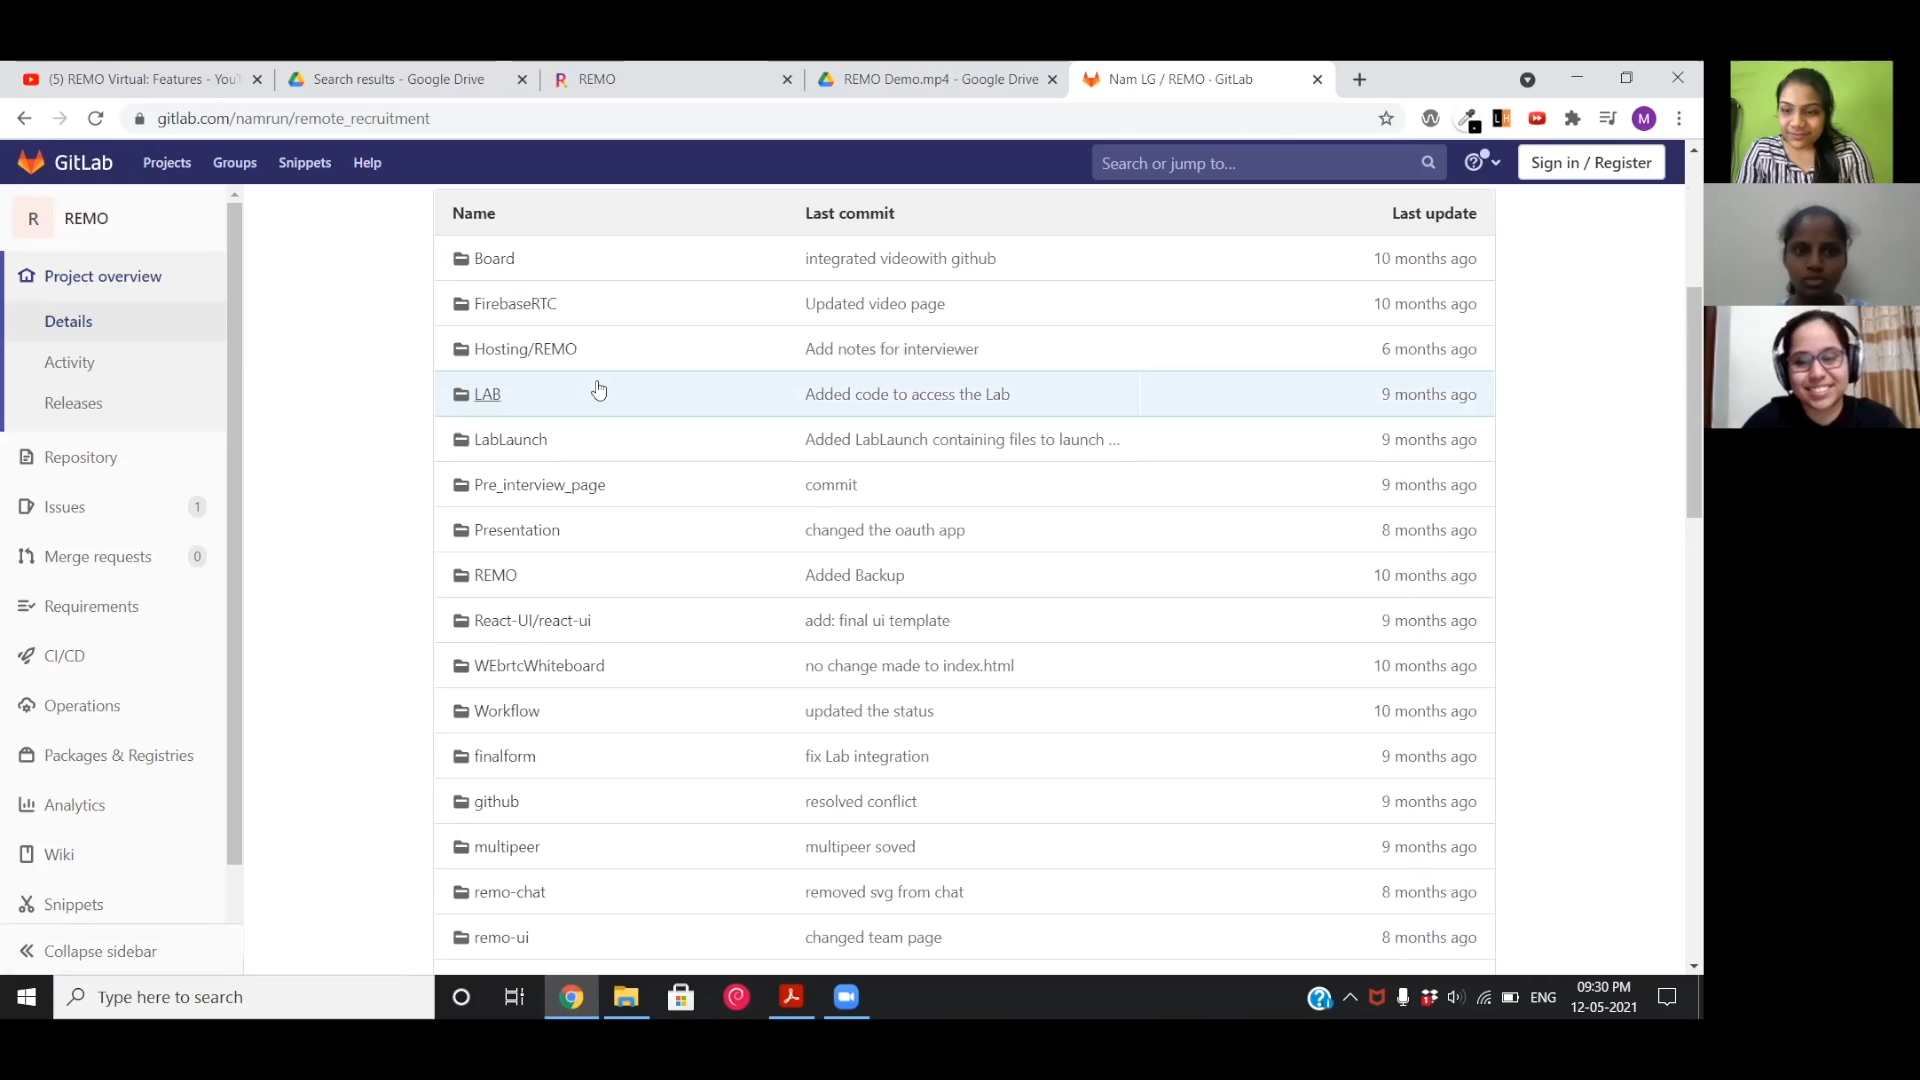 (5) REMO Virtual: Features - YouT
Search results - Google Drive
R REMO
REMO Demo.mp4 - Google Drive
Nam LG / REMO · GitLab
gitlab.com/namrun/remote_recruitment
LH
M
GitLab Projects Groups Snippets Help
Search or jump to...
Sign in / Register
R REMO
Project overview
Details
Activity
Releases
Repository
Issues 1
Merge requests 0
Requirements
CI/CD
Operations
Packages & Registries
Analytics
Wiki
Snippets
Collapse sidebar
Name Last commit Last update
Board integrated videowith github 10 months ago
FirebaseRTC Updated video page 10 months ago
Hosting/REMO Add notes for interviewer 6 months ago
LAB Added code to access the Lab 9 months ago
LabLaunch Added LabLaunch containing files to launch ... 9 months ago
Pre_interview_page commit 9 months ago
Presentation changed the oauth app 8 months ago
REMO Added Backup 10 months ago
React-UI/react-ui add: final ui template 9 months ago
WEbrtcWhiteboard no change made to index.html 10 months ago
Workflow updated the status 10 months ago
finalform fix Lab integration 9 months ago
github resolved conflict 9 months ago
multipeer multipeer soved 9 months ago
remo-chat removed svg from chat 8 months ago
remo-ui changed team page 8 months ago
Type here to search
ENG
09:30 PM
12-05-2021